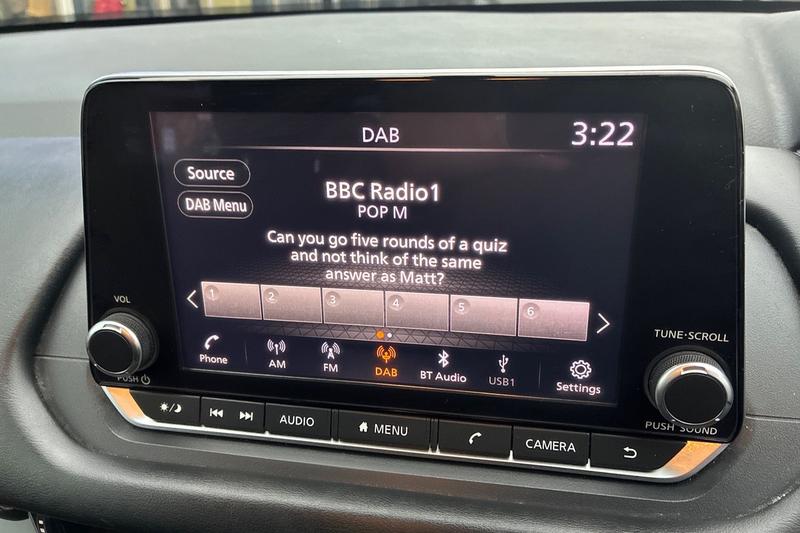 DAB
3:22
Source
DAB Menu
BBC Radio1
POP M
Can you go five rounds of a quiz
and not think of the same
answer as Matt?
1 2 3 4 5 6
Phone
AM
FM
DAB
BT Audio
USB1
Settings
VOL
PUSH
TUNE·SCROLL
PUSH SOUND
AUDIO
MENU
CAMERA